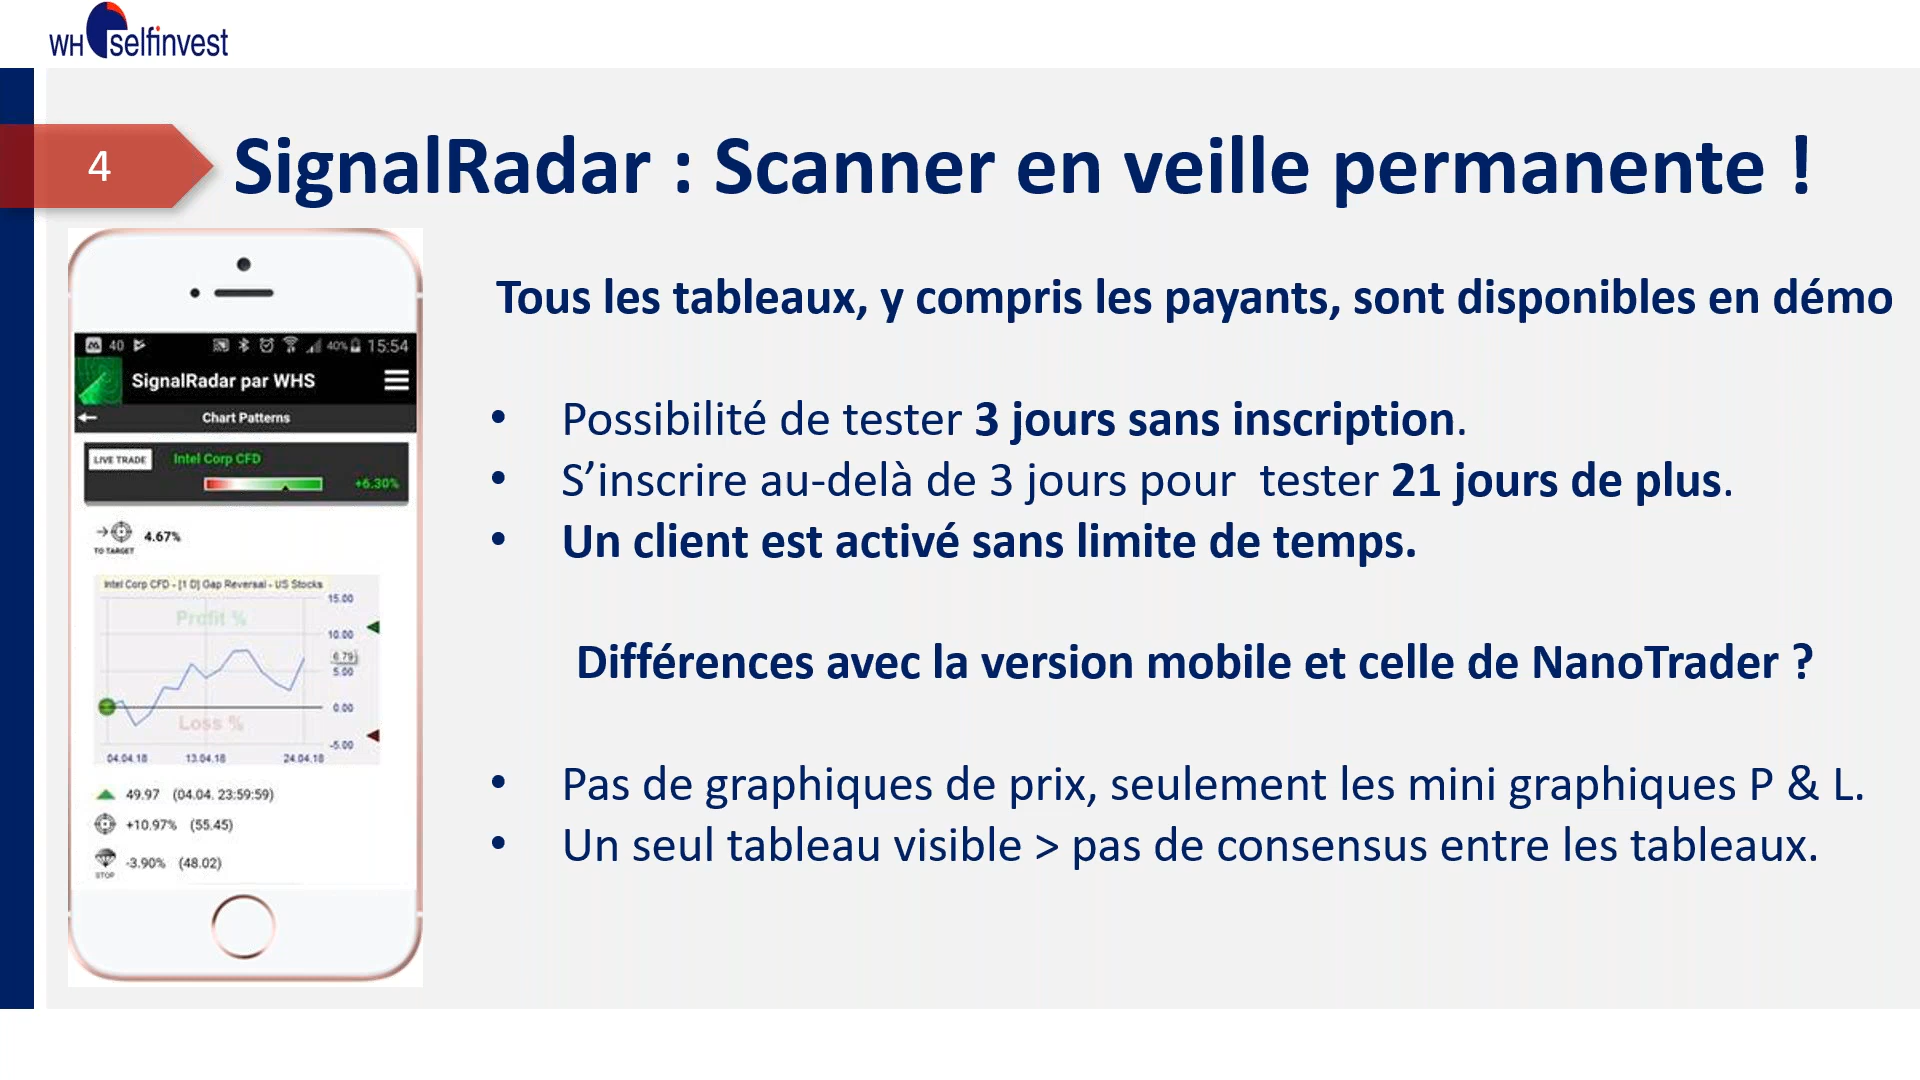 WH selfinvest
4
SignalRadar : Scanner en veille permanente !
40 40% 15:54
SignalRadar par WHS
Chart Patterns
LIVE TRADE Intel Corp CFD
+6.30%
4.67%
TO TARGET
Intel Corp CFD - [1 D] Gap Reversal - US Stocks
15.00
Profit %
10.00
6.79
5.00
0.00
Loss %
-5.00
04.04.18 13.04.18 24.04.18
49.97 (04.04. 23:59:59)
+10.97% (55.45)
-3.90% (48.02)
STOP
Tous les tableaux, y compris les payants, sont disponibles en démo
• Possibilité de tester 3 jours sans inscription.
• S’inscrire au-delà de 3 jours pour  tester 21 jours de plus.
• Un client est activé sans limite de temps.
Différences avec la version mobile et celle de NanoTrader ?
• Pas de graphiques de prix, seulement les mini graphiques P & L.
• Un seul tableau visible > pas de consensus entre les tableaux.